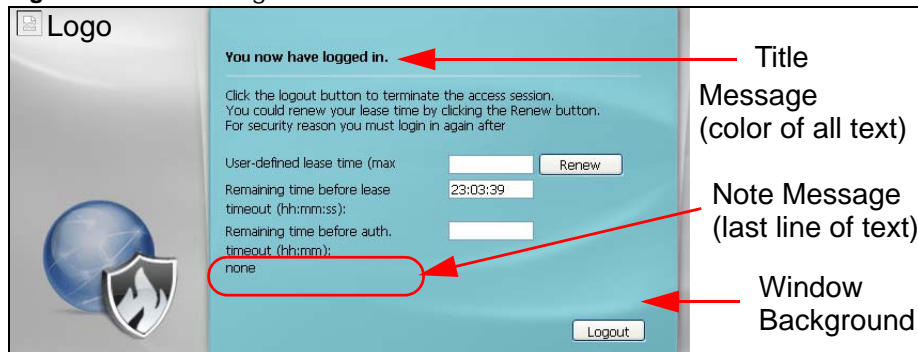 Logo
You now have logged in.
Title
Click the logout button to terminate the access session.
You could renew your lease time by clicking the Renew button.
For security reason you must login in again after
Message
(color of all text)
User-defined lease time (max
Renew
Remaining time before lease
timeout (hh:mm:ss):
23:03:39
Remaining time before auth.
timeout (hh:mm):
none
Note Message
(last line of text)
Window
Background
Logout